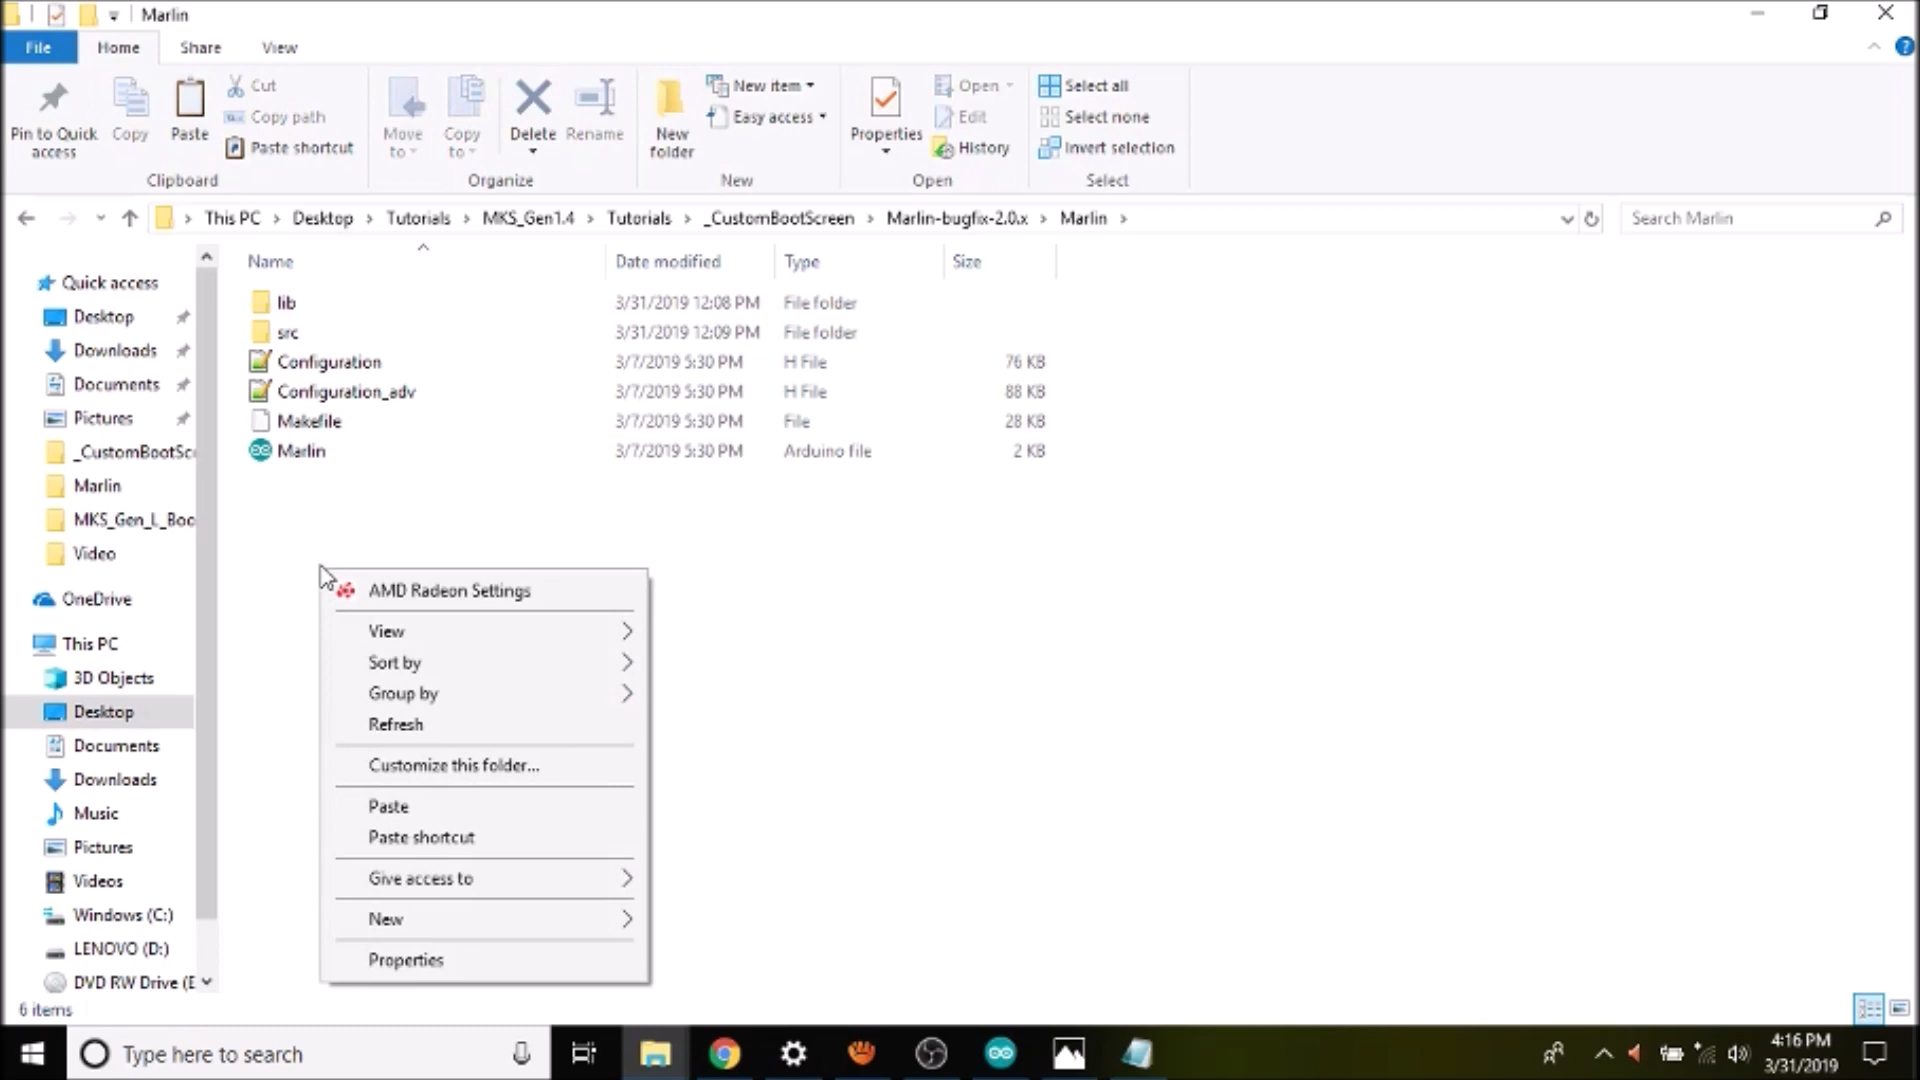 Marlin
File
Home
Share
View
Pin to Quick access
Copy
Paste
Cut
Copy path
Paste shortcut
Clipboard
Move to
Copy to
Delete
Rename
Organize
New folder
New item
Easy access
New
Properties
Open
Edit
History
Open
Select all
Select none
Invert selection
Select
This PC > Desktop > Tutorials > MKS_Gen1.4 > Tutorials > _CustomBootScreen > Marlin-bugfix-2.0.x > Marlin >
Search Marlin
Name Date modified Type Size
lib 3/31/2019 12:08 PM File folder
src 3/31/2019 12:09 PM File folder
Configuration 3/7/2019 5:30 PM H File 76 KB
Configuration_adv 3/7/2019 5:30 PM H File 88 KB
Makefile 3/7/2019 5:30 PM File 28 KB
Marlin 3/7/2019 5:30 PM Arduino file 2 KB
Quick access
Desktop
Downloads
Documents
Pictures
_CustomBootSc
Marlin
MKS_Gen_L_Boo
Video
OneDrive
This PC
3D Objects
Desktop
Documents
Downloads
Music
Pictures
Videos
Windows (C:)
LENOVO (D:)
DVD RW Drive (E
AMD Radeon Settings
View
Sort by
Group by
Refresh
Customize this folder...
Paste
Paste shortcut
Give access to
New
Properties
6 items
Type here to search
4:16 PM
3/31/2019